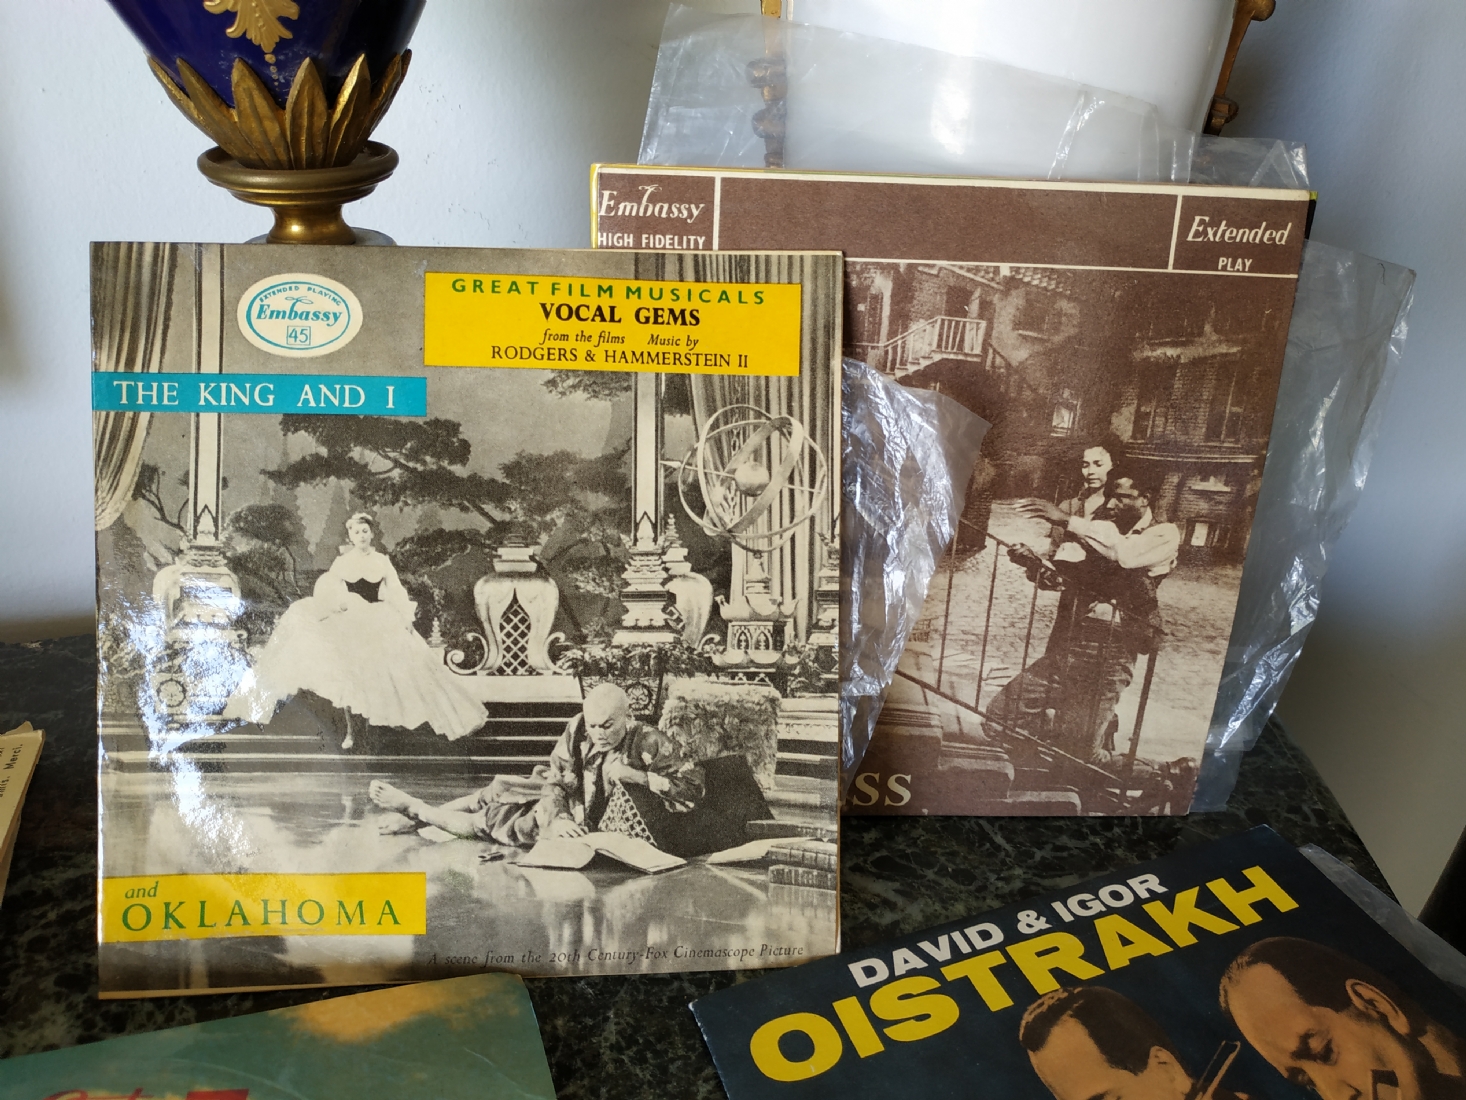 EXTENDED PLAYING
Embassy
45
GREAT FILM MUSICALS
VOCAL GEMS
from the films Music by
RODGERS & HAMMERSTEIN II
THE KING AND I
and
OKLAHOMA
A scene from the 20th Century-Fox Cinemascope Picture
Embassy
HIGH FIDELITY
Extended
PLAY
SS
DAVID & IGOR
OISTRAKH
Merci.